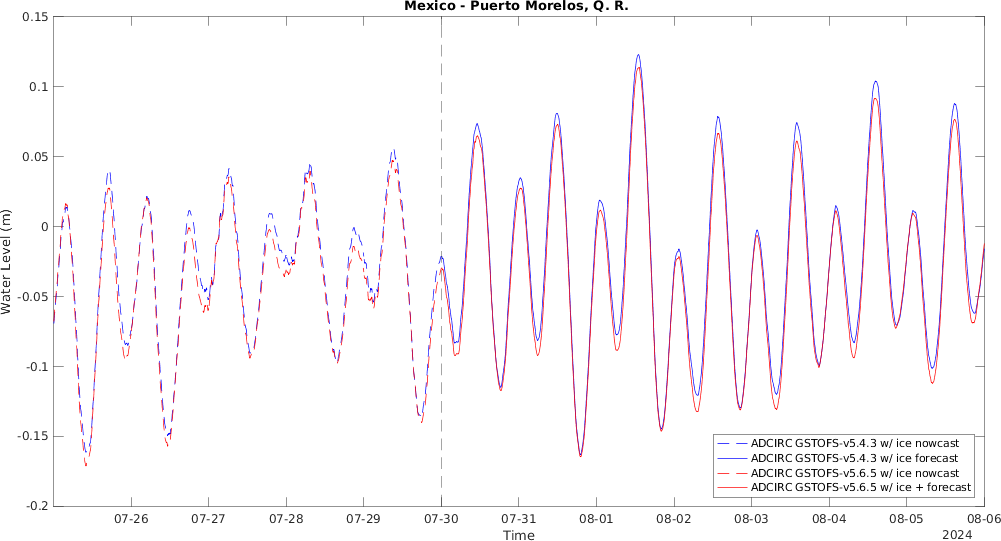 Mexico - Puerto Morelos, Q. R.
0.15
0.1
0.05
0
-0.05
-0.1
-0.15
-0.2
Water Level (m)
07-26 07-27 07-28 07-29 07-30 07-31 08-01 08-02 08-03 08-04 08-05 08-06
Time
2024
ADCIRC GSTOFS-v5.4.3 w/ ice nowcast
ADCIRC GSTOFS-v5.4.3 w/ ice forecast
ADCIRC GSTOFS-v5.6.5 w/ ice nowcast
ADCIRC GSTOFS-v5.6.5 w/ ice + forecast